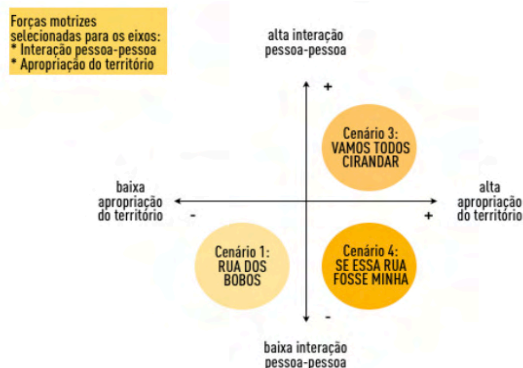 Forças motrizes
selecionadas para os eixos:
* Interação pessoa-pessoa
* Apropriação do território
alta interação
pessoa-pessoa
+
Cenário 3:
VAMOS TODOS
CIRANDAR
baixa
apropriação
do território
-
alta
apropriação
do território
+
Cenário 1:
RUA DOS
BOBOS
Cenário 4:
SE ESSA RUA
FOSSE MINHA
-
baixa interação
pessoa-pessoa